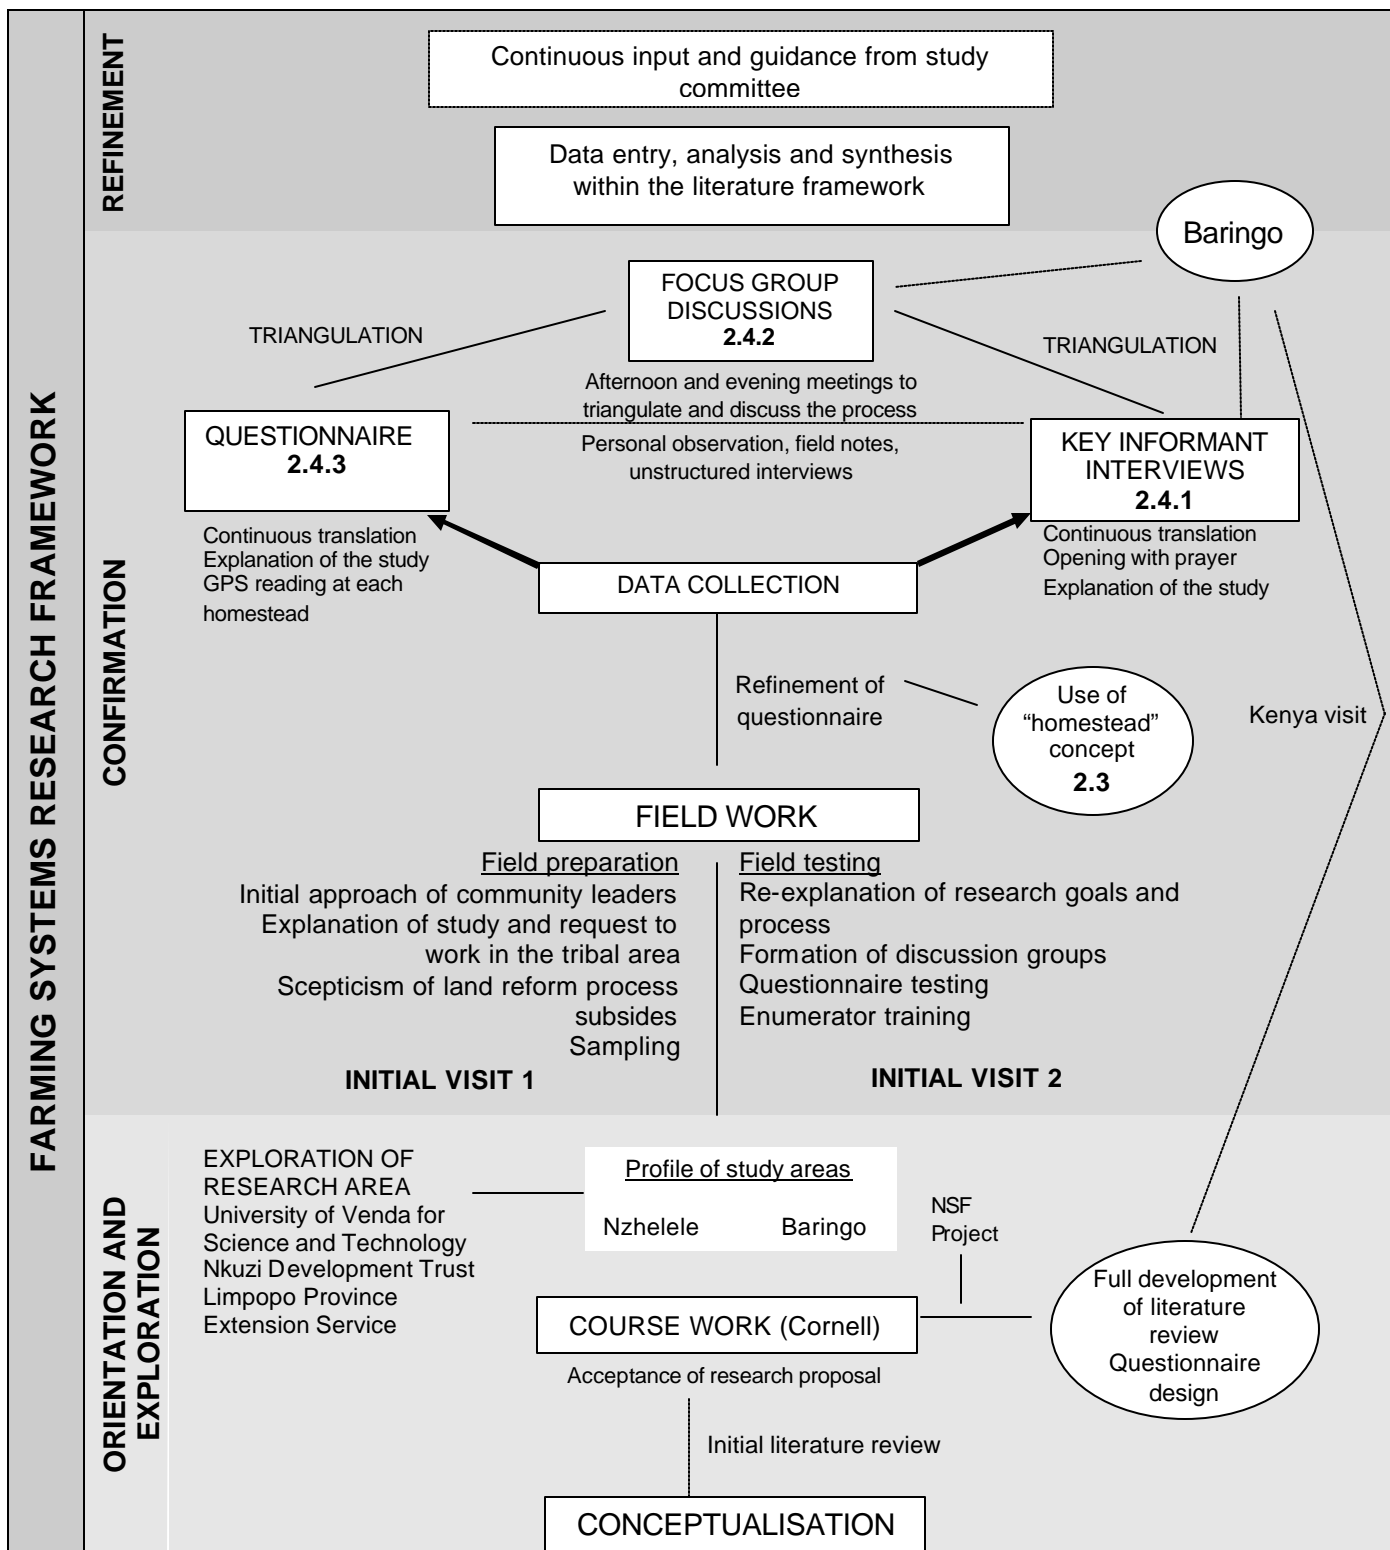 FARMING SYSTEMS RESEARCH FRAMEWORK
REFINEMENT
Continuous input and guidance from study
committee
Data entry, analysis and synthesis
within the literature framework
Baringo
CONFIRMATION
FOCUS GROUP
DISCUSSIONS
2.4.2
TRIANGULATION
TRIANGULATION
Afternoon and evening meetings to
triangulate and discuss the process
Personal observation, field notes,
unstructured interviews
QUESTIONNAIRE
2.4.3
KEY INFORMANT
INTERVIEWS
2.4.1
Continuous translation
Explanation of the study
GPS reading at each
homestead
Continuous translation
Opening with prayer
Explanation of the study
DATA COLLECTION
Refinement of
questionnaire
Use of
“homestead”
concept
2.3
Kenya visit
FIELD WORK
Field preparation
Initial approach of community leaders
Explanation of study and request to
work in the tribal area
Scepticism of land reform process
subsides
Sampling
INITIAL VISIT 1
Field testing
Re-explanation of research goals and
process
Formation of discussion groups
Questionnaire testing
Enumerator training
INITIAL VISIT 2
ORIENTATION AND
EXPLORATION
EXPLORATION OF
RESEARCH AREA
University of Venda for
Science and Technology
Nkuzi Development Trust
Limpopo Province
Extension Service
Profile of study areas
Nzhelele Baringo
NSF
Project
COURSE WORK (Cornell)
Acceptance of research proposal
Full development
of literature
review
Questionnaire
design
Initial literature review
CONCEPTUALISATION